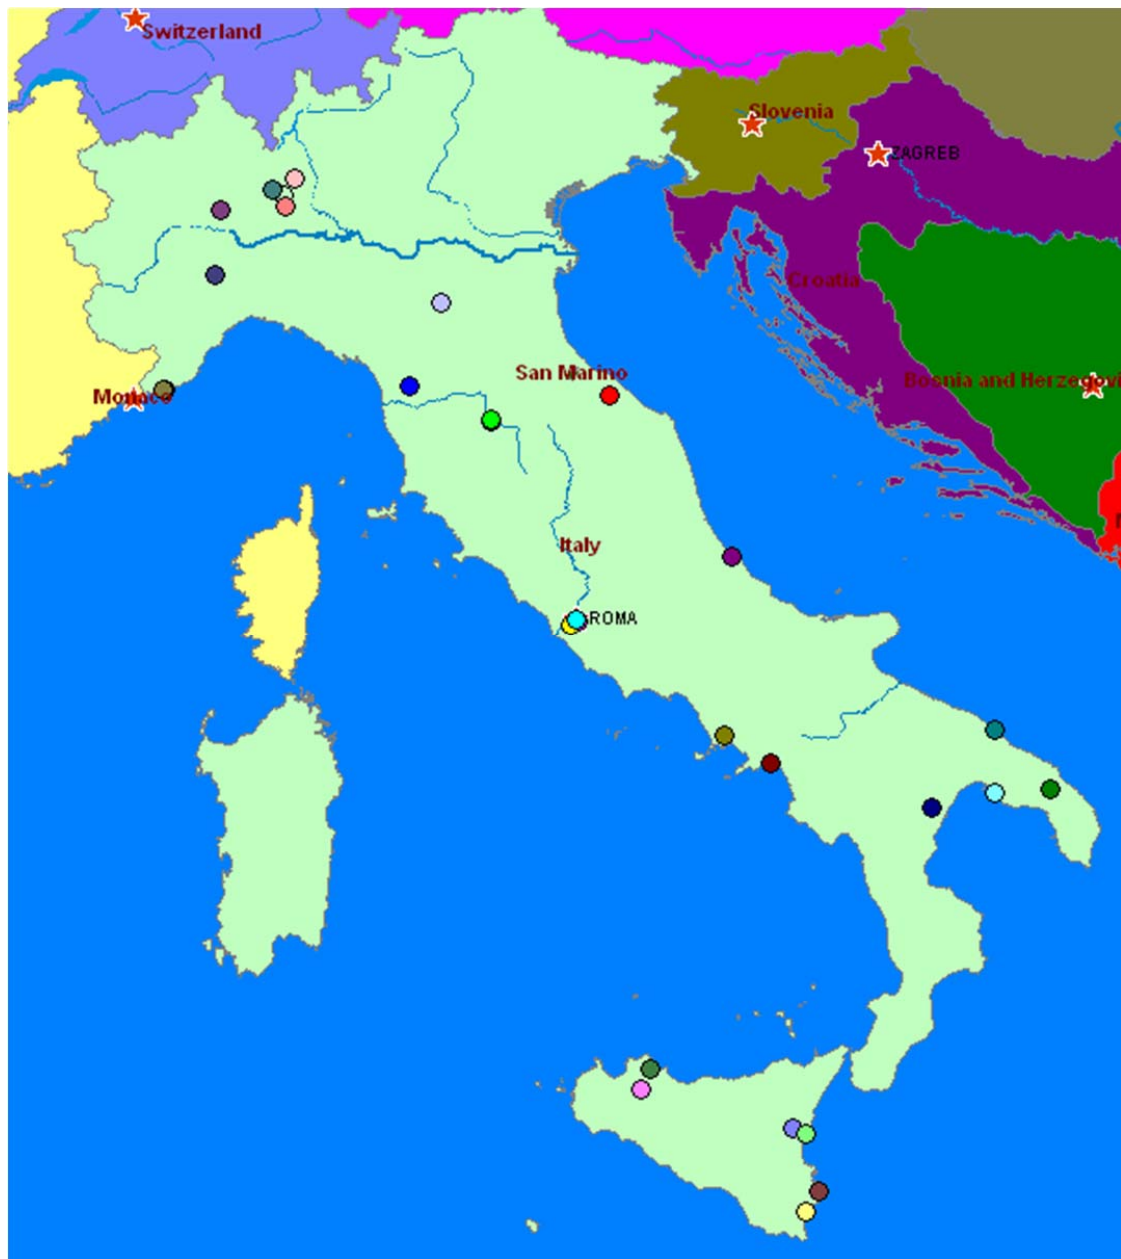 Switzerland
Slovenia
ZAGREB
Croatia
San Marino
Bosnia and Herzegovi
Monaco
Italy
ROMA